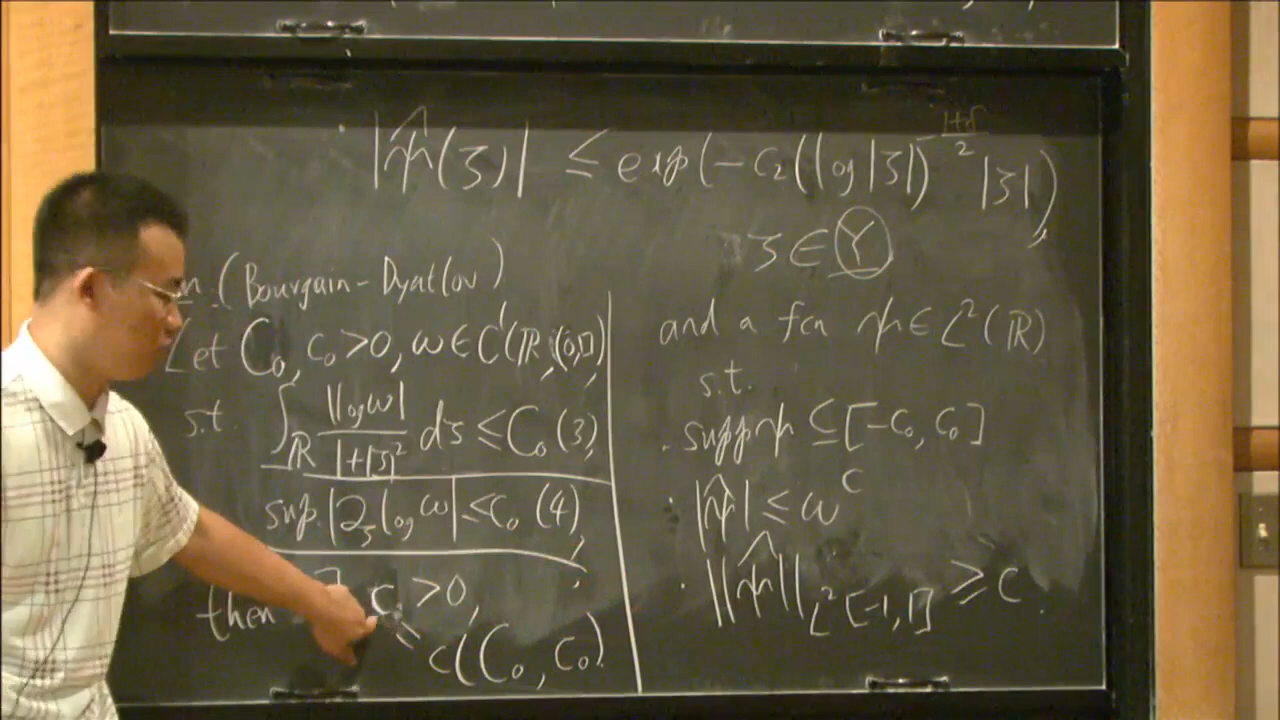 |ψ̂(ξ)| ≤ exp(-c₂(log|ξ|)^{-\frac{1+δ}{2}} |ξ|),
ξ ∈ Y
m (Bourgain-Dyatlov)
Let C₀, c₀ > 0, ω ∈ C¹(ℝ, (0,1]),
s.t. ∫_ℝ \frac{|log ω|}{1+|ξ|²} dξ ≤ C₀ (3),
sup |∂_ξ log ω| ≤ C₀ (4),
then ∃ c > 0,
c(C₀, c₀)
and a fcn ψ ∈ L²(ℝ)
s.t.
· supp ψ ⊆ [-c₀, c₀]
· |ψ̂| ≤ ω^c
· ||ψ̂||_{L²[-1,1]} ≥ c.